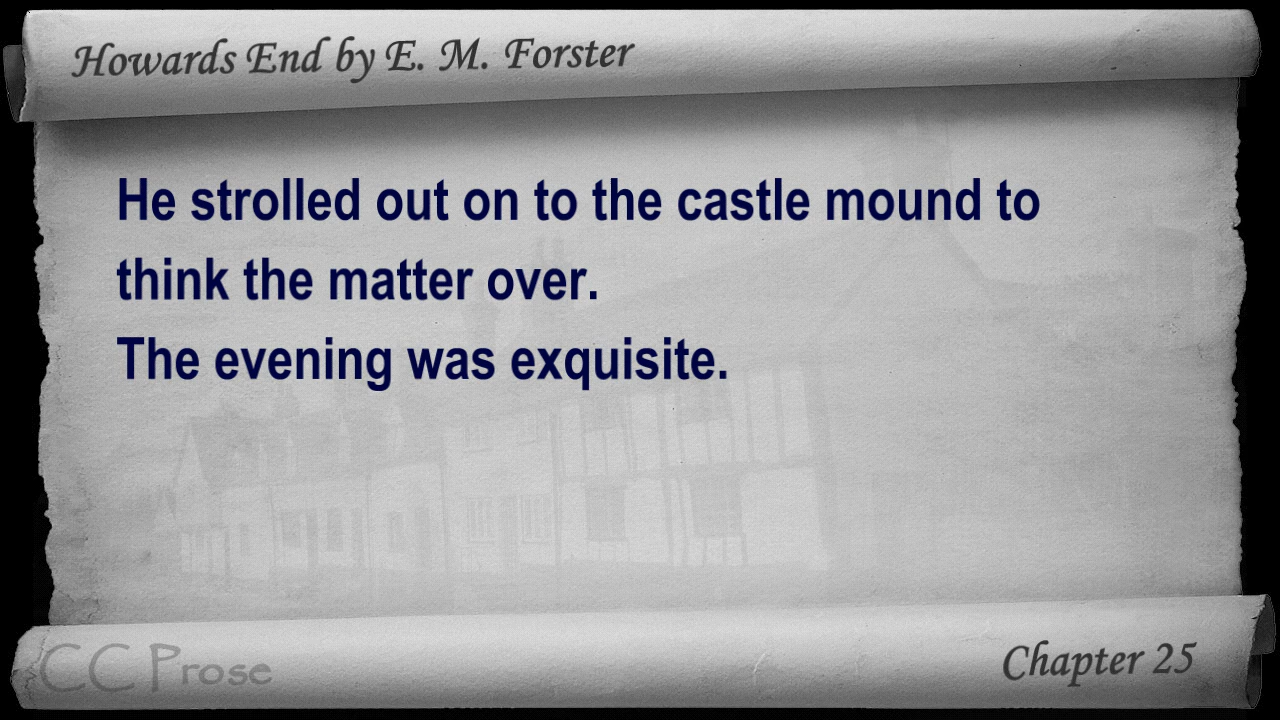 Howards End by E. M. Forster
He strolled out on to the castle mound to
think the matter over.
The evening was exquisite.
CC Prose
Chapter 25